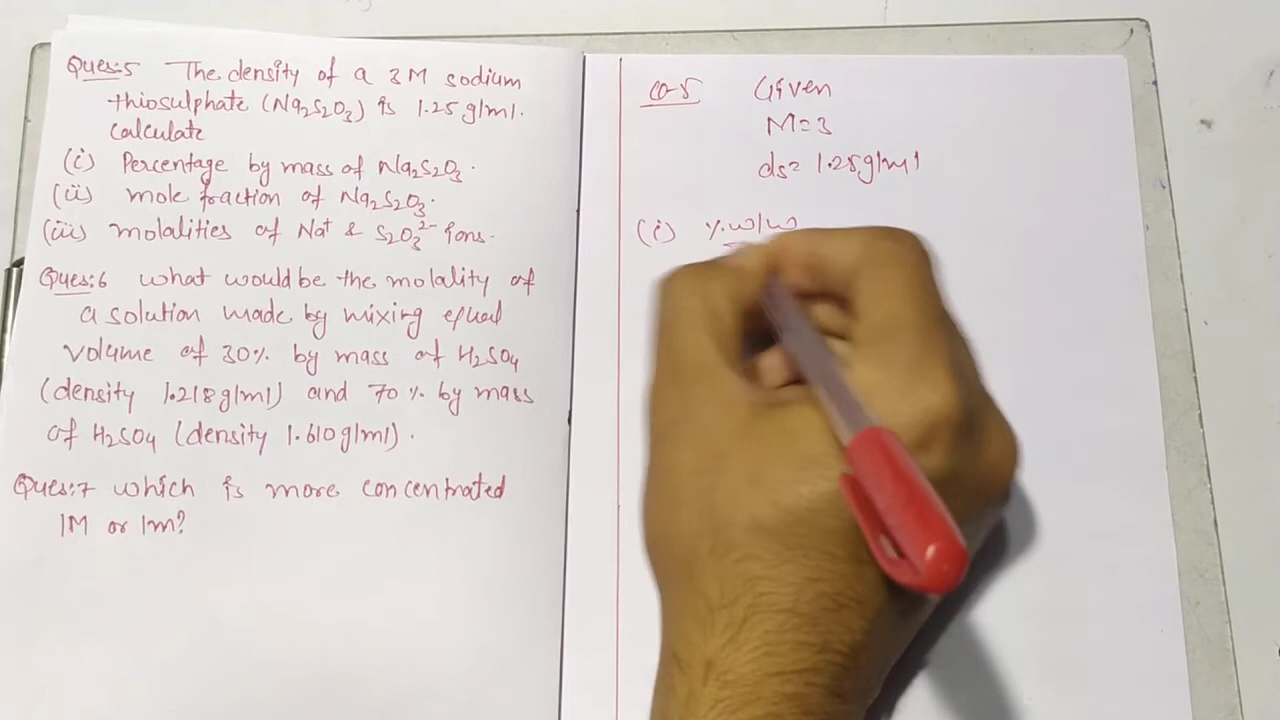 Ques:5 The density of a 3M sodium
thiosulphate (Na2S2O3) is 1.25 g/ml.
calculate
(i) Percentage by mass of Na2S2O3.
(ii) mole fraction of Na2S2O3.
(iii) molalities of Na+ & S2O3 2- ions.
Ques:6 what would be the molality of
a solution made by mixing equal
volume of 30% by mass of H2SO4
(density 1.218 g/ml) and 70% by mass
of H2SO4 (density 1.610 g/ml).
Ques:7 which is more concentrated
1M or 1m?
Given
M=3
ds= 1.25 g/ml
(i) % w/w